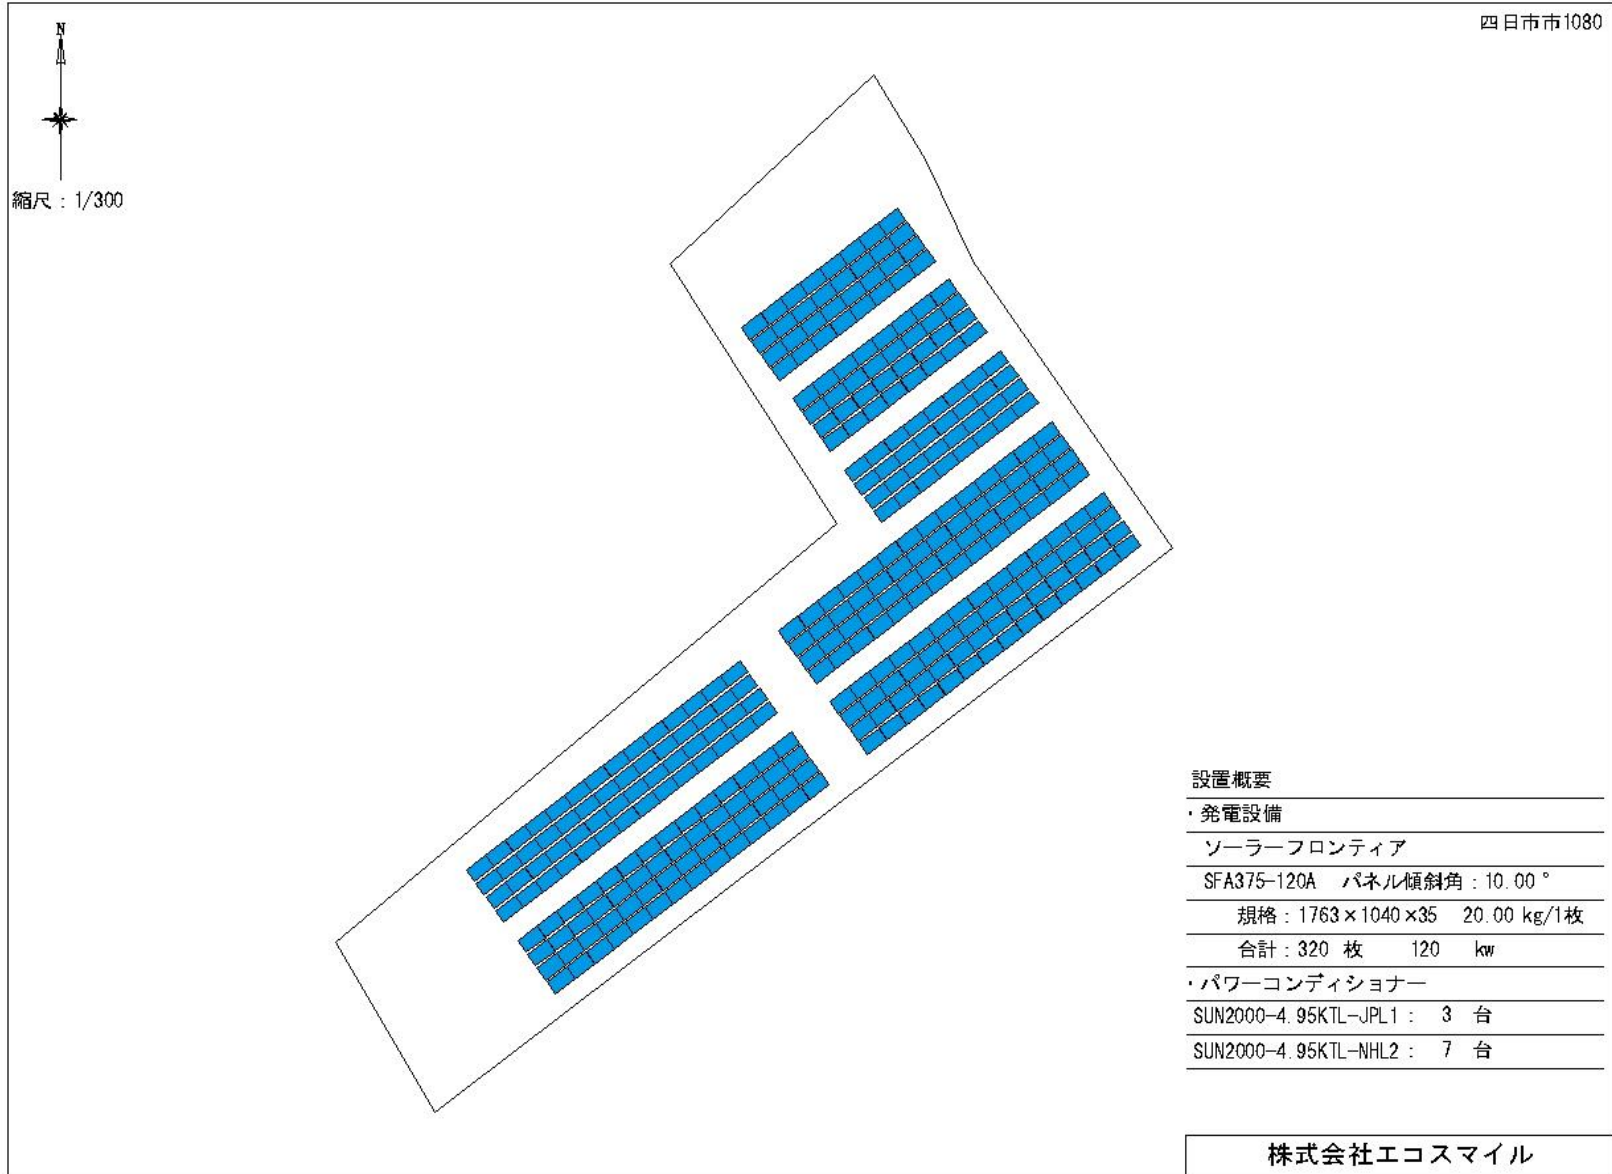 四日市市1080
N
縮尺：1/300
設置概要
・発電設備
ソーラーフロンティア
SFA375-120A パネル傾斜角：10.00°
規格：1763×1040×35 20.00 kg/1枚
合計：320 枚 120 kw
・パワーコンディショナー
SUN2000-4.95KTL-JPL1： 3 台
SUN2000-4.95KTL-NHL2： 7 台
株式会社エコスマイル